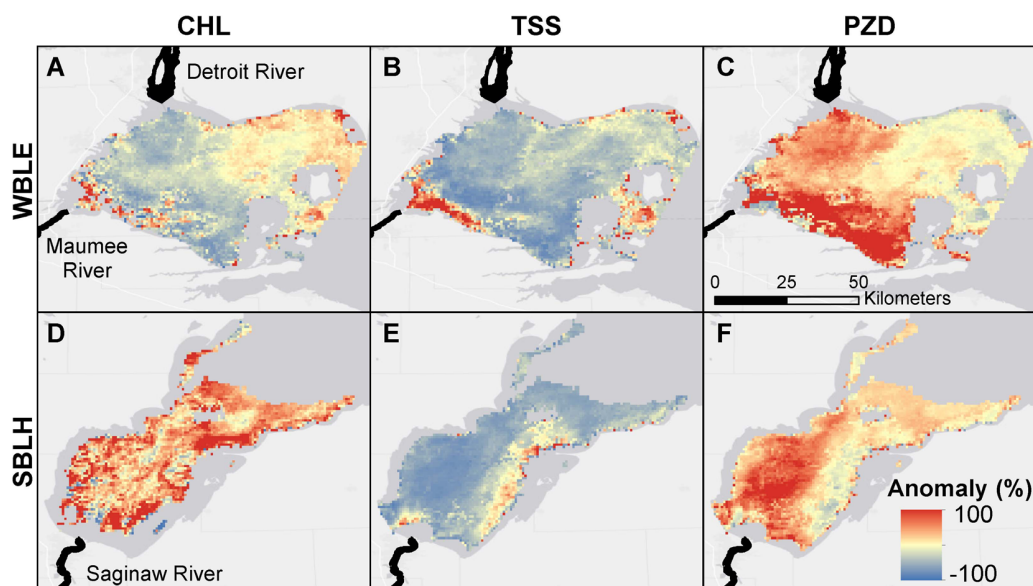 CHL TSS PZD
WBLE
A
Detroit River
Maumee
River
B
C
0 25 50
Kilometers
SBLH
D
Saginaw River
E
F
Anomaly (%)
100
-100